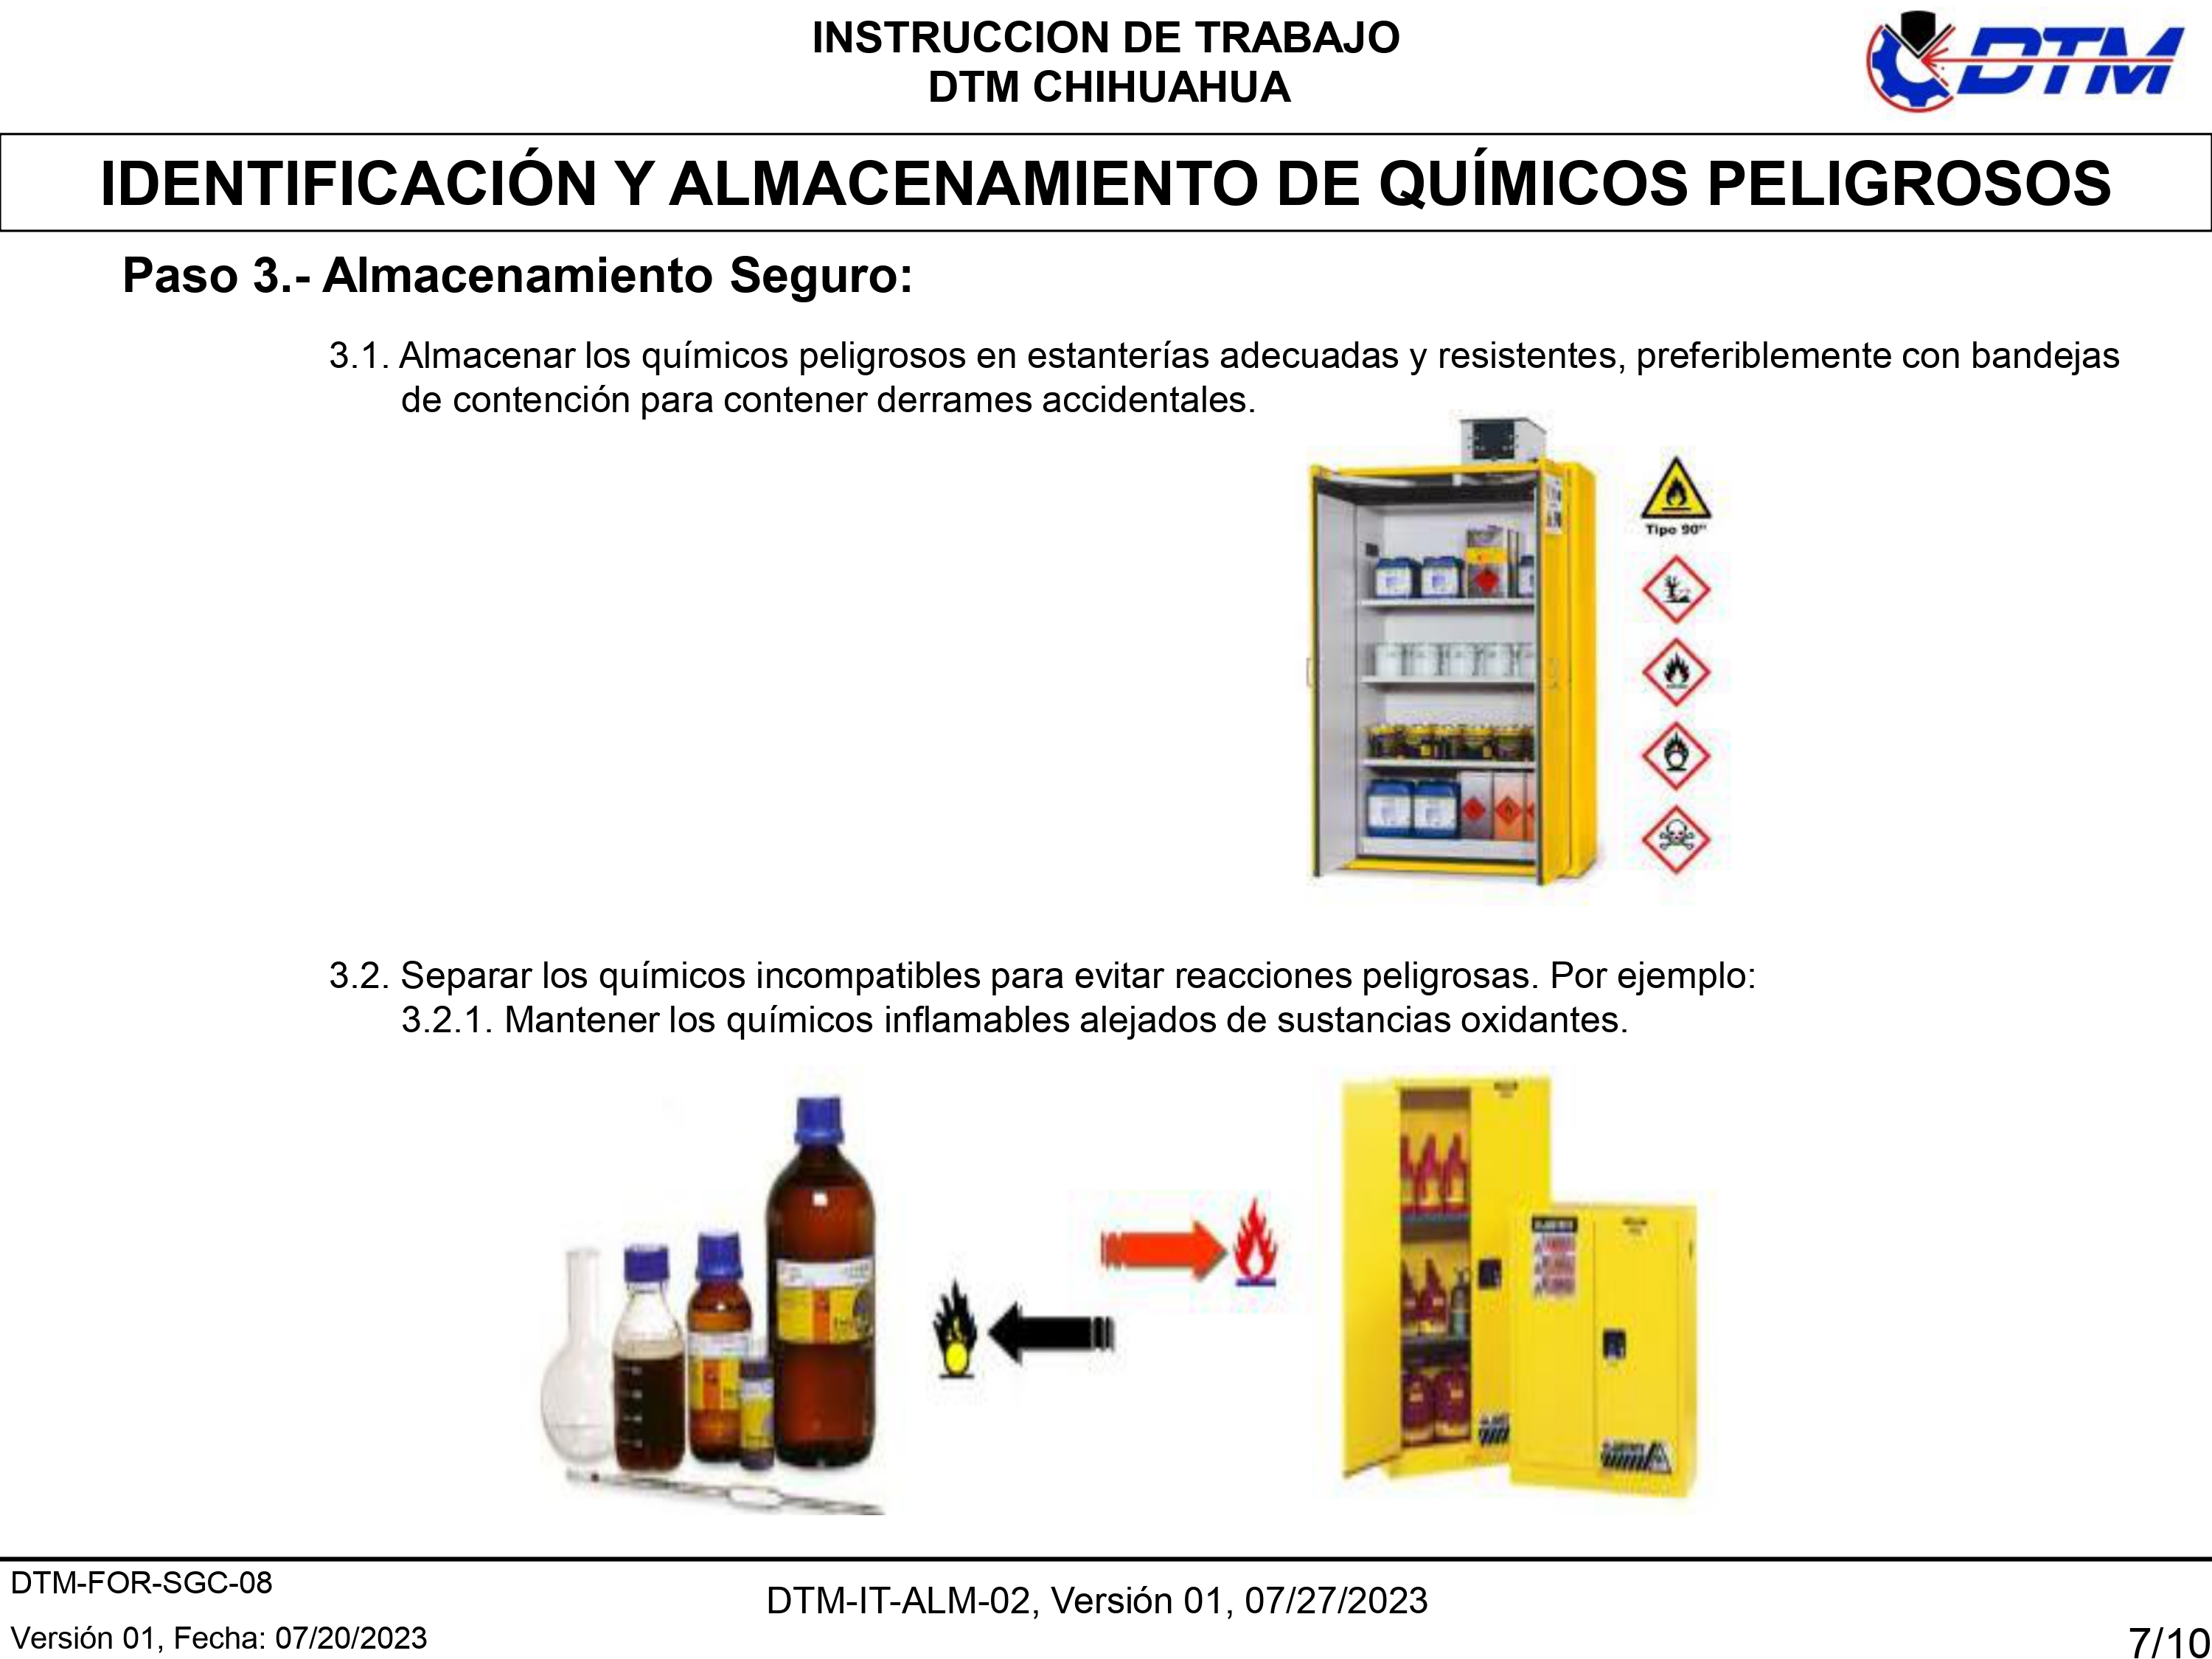 INSTRUCCION DE TRABAJO
DTM CHIHUAHUA
DTM
IDENTIFICACIÓN Y ALMACENAMIENTO DE QUÍMICOS PELIGROSOS
Paso 3.- Almacenamiento Seguro:
3.1. Almacenar los químicos peligrosos en estanterías adecuadas y resistentes, preferiblemente con bandejas
de contención para contener derrames accidentales.
Tipo 90"
3.2. Separar los químicos incompatibles para evitar reacciones peligrosas. Por ejemplo:
3.2.1. Mantener los químicos inflamables alejados de sustancias oxidantes.
DTM-FOR-SGC-08
DTM-IT-ALM-02, Versión 01, 07/27/2023
Versión 01, Fecha: 07/20/2023
7/10